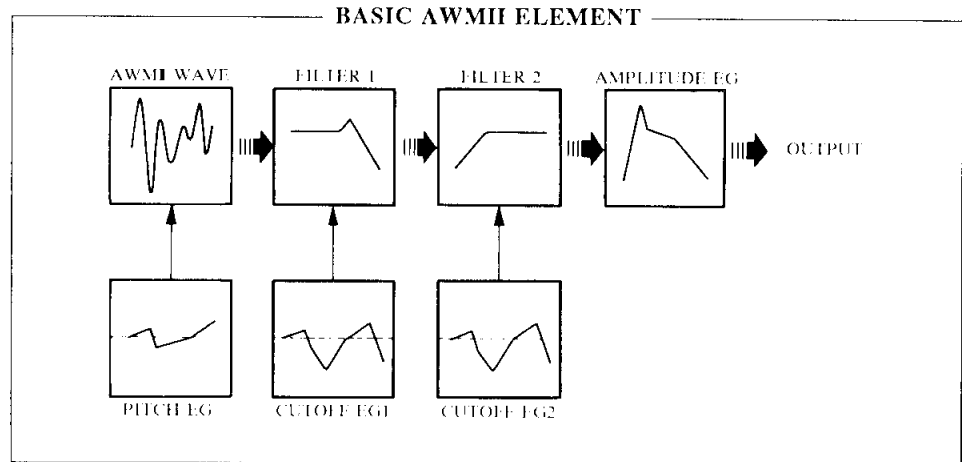 BASIC AWMII ELEMENT
AWMII WAVE
FILTER 1
FILTER 2
AMPLITUDE EG
OUTPUT
PITCH EG
CUTOFF EG1
CUTOFF EG2